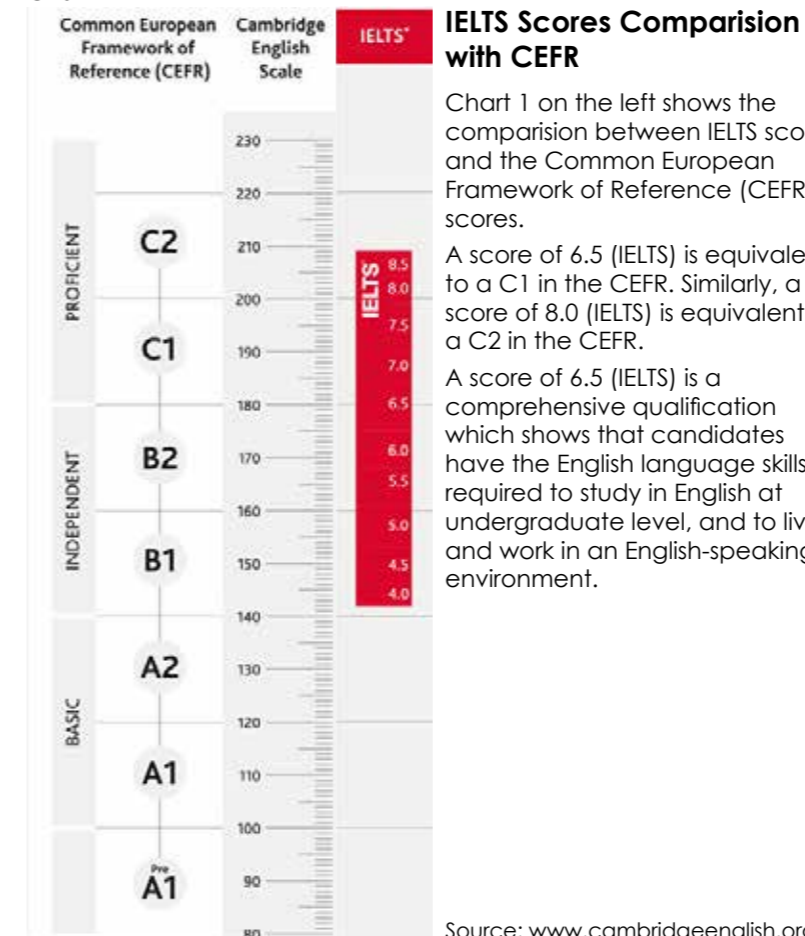 Common European
Framework of
Reference (CEFR)
Cambridge
English
Scale
IELTS*
230
220
210
200
190
180
170
160
150
140
130
120
110
100
90
80
PROFICIENT
INDEPENDENT
BASIC
C2
C1
B2
B1
A2
A1
Pre
A1
IELTS
8.5
8.0
7.5
7.0
6.5
6.0
5.5
5.0
4.5
4.0
IELTS Scores Comparision
with CEFR
Chart 1 on the left shows the
comparision between IELTS sco
and the Common European
Framework of Reference (CEFR
scores.
A score of 6.5 (IELTS) is equivale
to a C1 in the CEFR. Similarly, a
score of 8.0 (IELTS) is equivalent
a C2 in the CEFR.
A score of 6.5 (IELTS) is a
comprehensive qualification
which shows that candidates
have the English language skills
required to study in English at
undergraduate level, and to liv
and work in an English-speaking
environment.
Source: www.cambridgeenglish.org